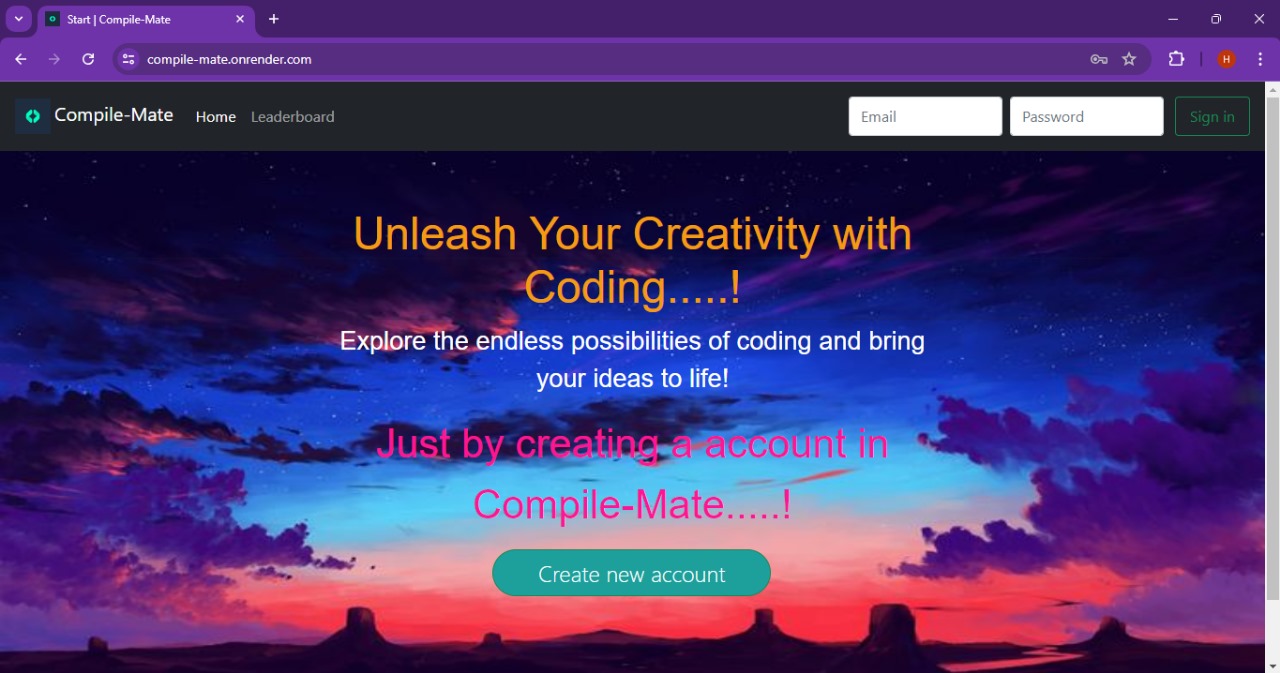 Start | Compile-Mate
compile-mate.onrender.com
H
Compile-Mate Home Leaderboard Email Password Sign in
Unleash Your Creativity with
Coding.....!
Explore the endless possibilities of coding and bring
your ideas to life!
Just by creating a account in
Compile-Mate.....!
Create new account